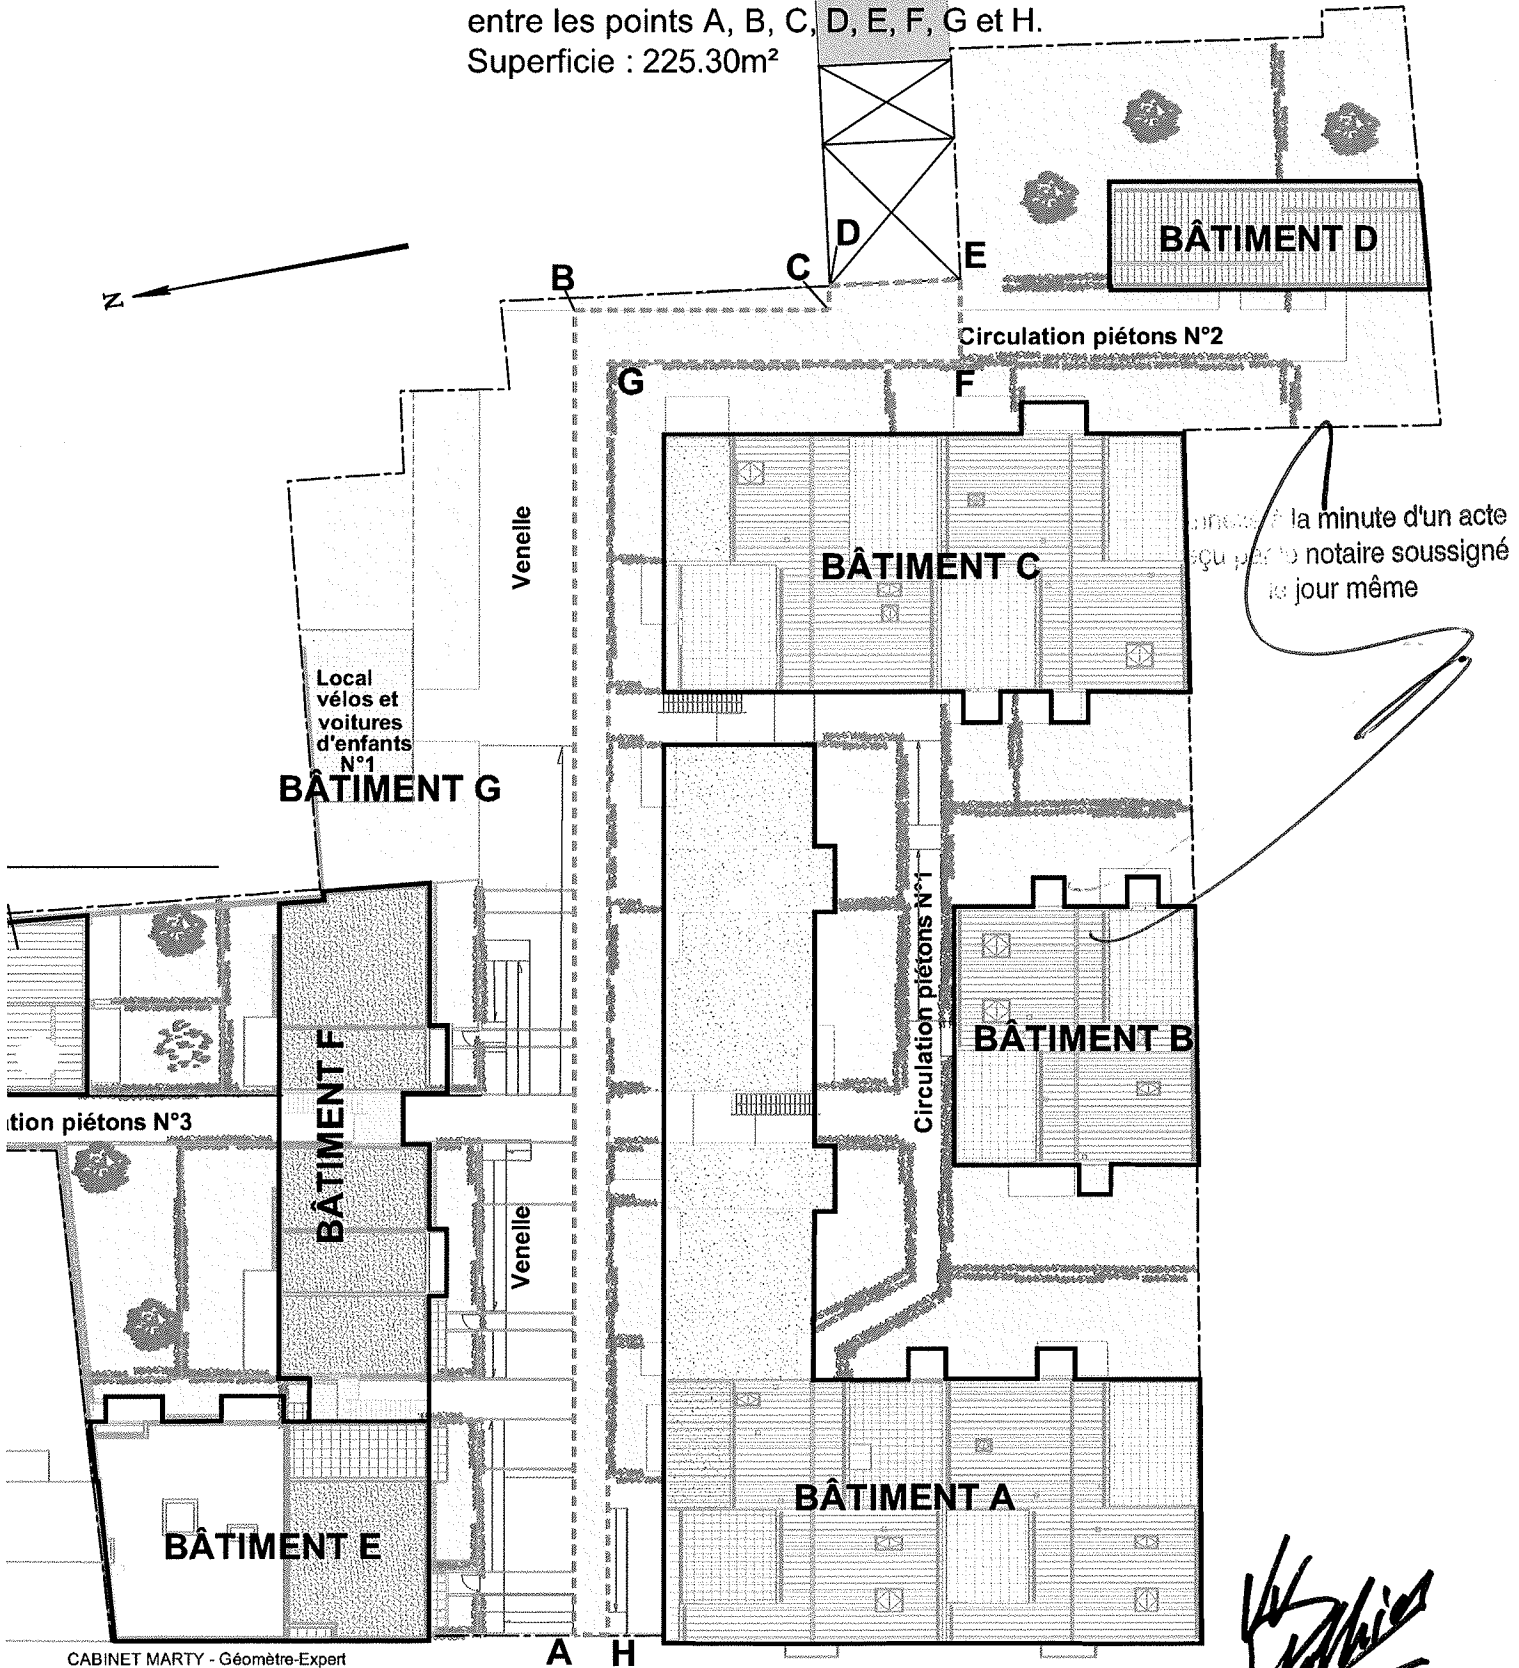 entre les points A, B, C, D, E, F, G et H.
Superficie : 225.30m²
D
BÂTIMENT D
E
C
B
N
Circulation piétons N°2
G
F
la minute d'un acte
notaire soussigné
jour même
Venelle
BÂTIMENT C
Local
vélos et
voitures
d'enfants
N°1
BÂTIMENT G
Circulation piétons N°1
BÂTIMENT B
BÂTIMENT F
tion piétons N°3
Venelle
BÂTIMENT A
BÂTIMENT E
A
H
CABINET MARTY - Géomètre-Expert